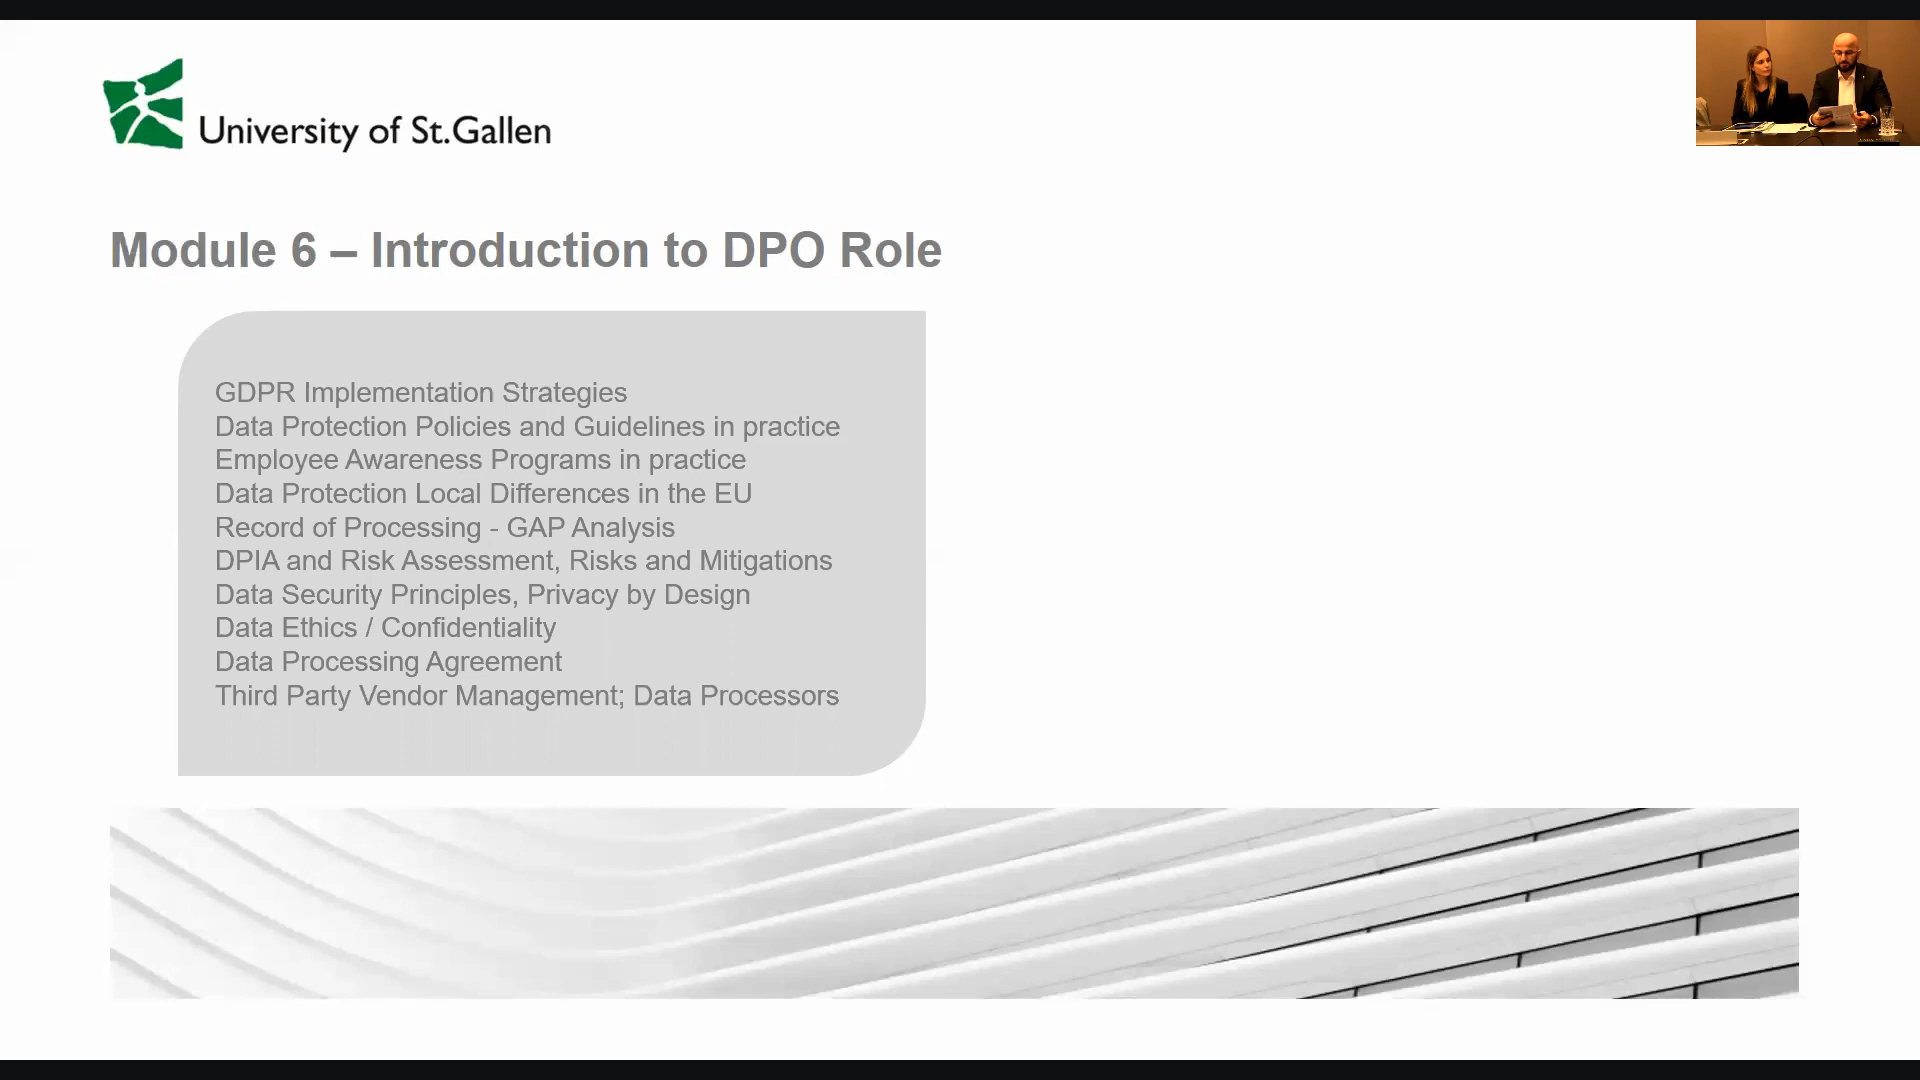 University of St.Gallen
Module 6 – Introduction to DPO Role
GDPR Implementation Strategies
Data Protection Policies and Guidelines in practice
Employee Awareness Programs in practice
Data Protection Local Differences in the EU
Record of Processing - GAP Analysis
DPIA and Risk Assessment, Risks and Mitigations
Data Security Principles, Privacy by Design
Data Ethics / Confidentiality
Data Processing Agreement
Third Party Vendor Management; Data Processors